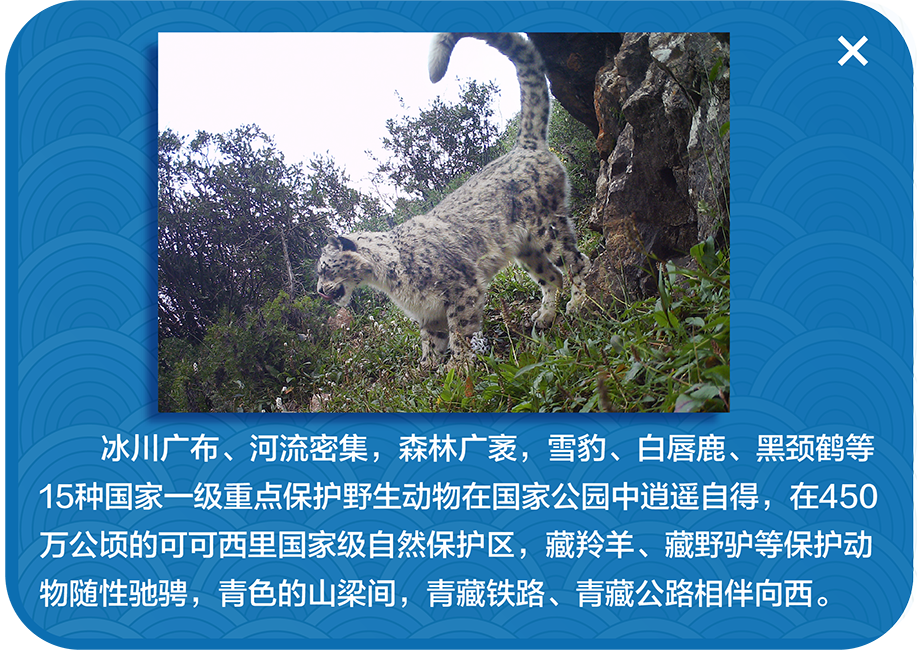 冰川广布、河流密集，森林广袤，雪豹、白唇鹿、黑颈鹤等
15种国家一级重点保护野生动物在国家公园中逍遥自得，在450
万公顷的可可西里国家级自然保护区，藏羚羊、藏野驴等保护动
物随性驰骋，青色的山梁间，青藏铁路、青藏公路相伴向西。